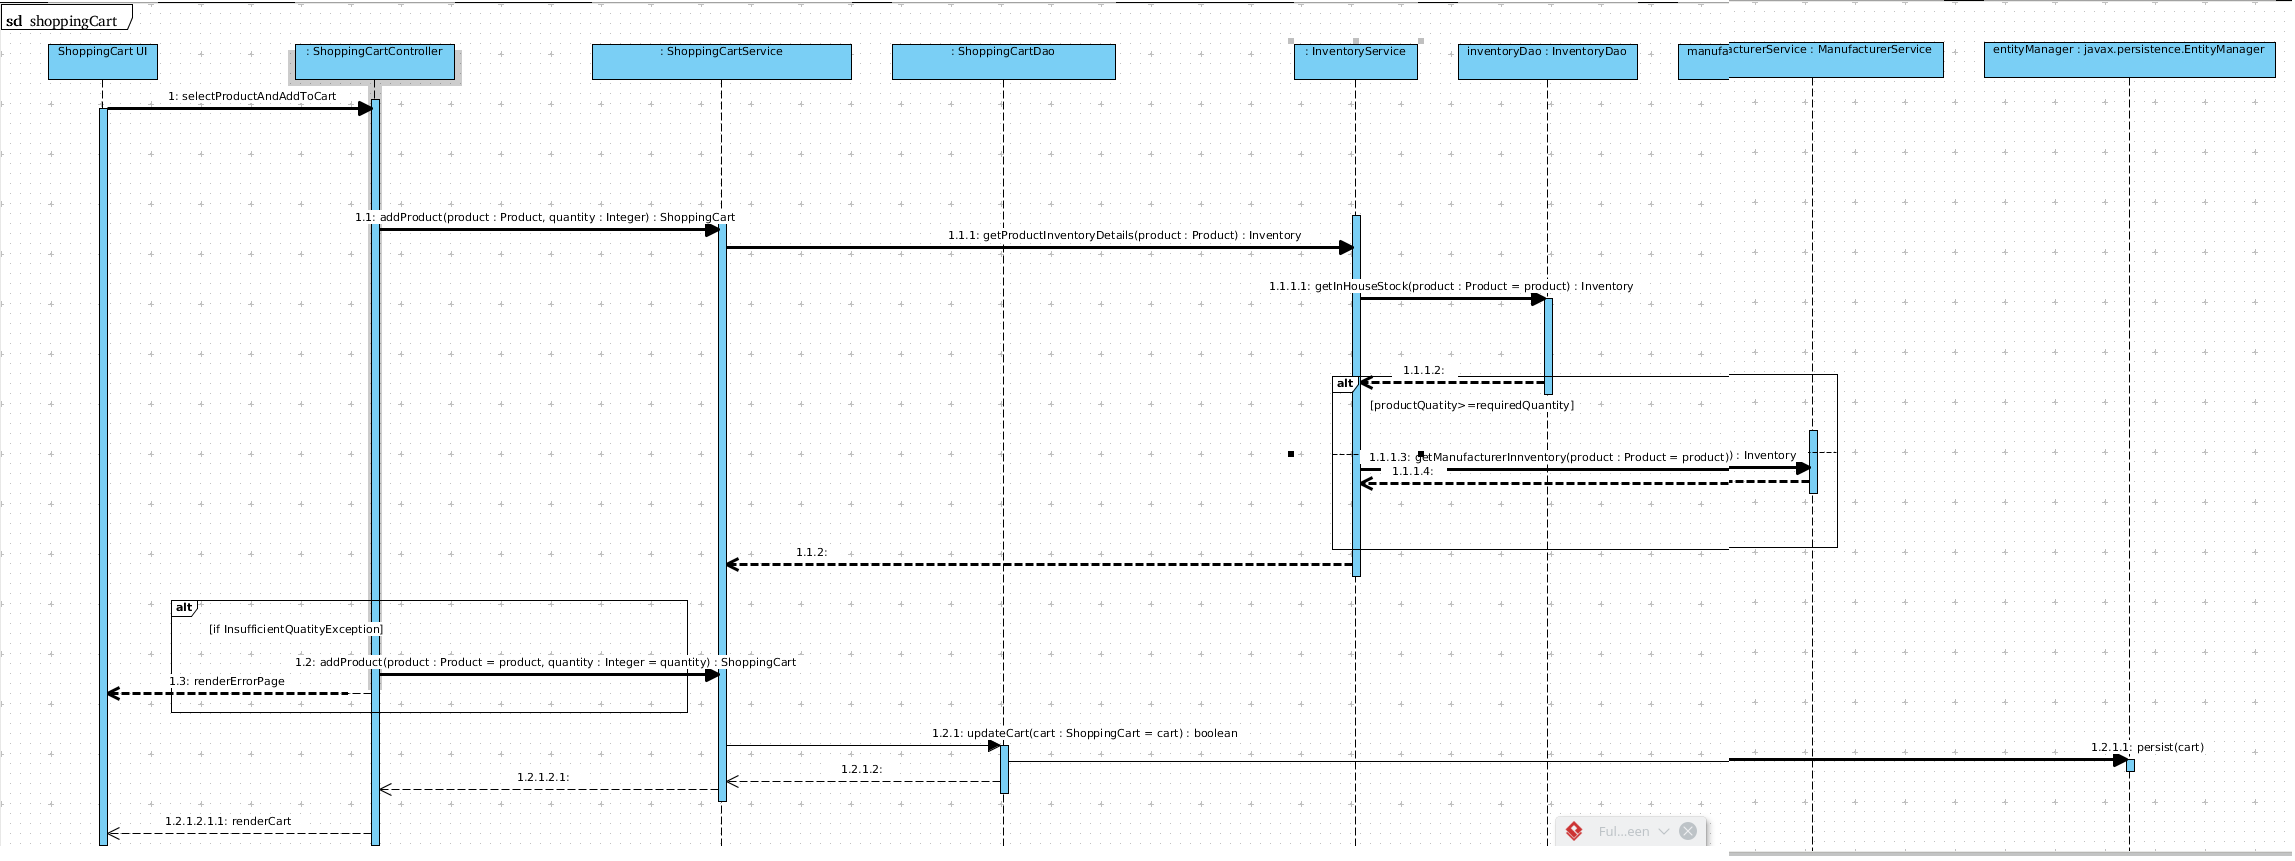 sd shoppingCart
ShoppingCart UI
: ShoppingCartController
: ShoppingCartService
: ShoppingCartDao
: InventoryService
inventoryDao : InventoryDao
manufacturerService : ManufacturerService
entityManager : javax.persistence.EntityManager
1: selectProductAndAddToCart
1.1: addProduct(product : Product, quantity : Integer) : ShoppingCart
1.1.1: getProductInventoryDetails(product : Product) : Inventory
1.1.1.1: getInHouseStock(product : Product = product) : Inventory
1.1.1.2:
alt
[productQuatity>=requiredQuantity]
1.1.1.3: getManufacturerInnventory(product : Product = product)) : Inventory
1.1.1.4:
1.1.2:
alt
[if InsufficientQuatityException]
1.2: addProduct(product : Product = product, quantity : Integer = quantity) : ShoppingCart
1.3: renderErrorPage
1.2.1: updateCart(cart : ShoppingCart = cart) : boolean
1.2.1.1: persist(cart)
1.2.1.2:
1.2.1.2.1:
1.2.1.2.1.1: renderCart
Ful...een